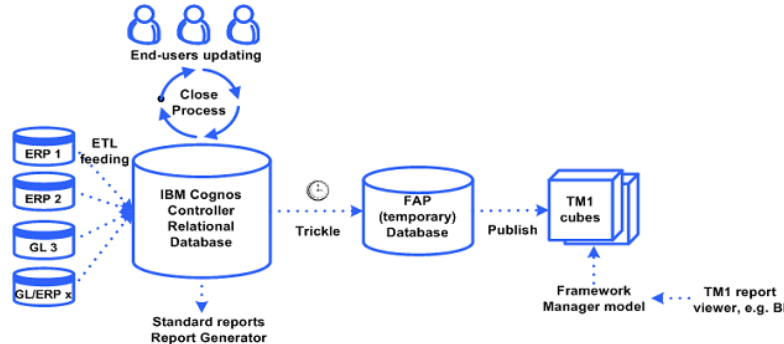 End-users updating
Close
Process
ETL
feeding
ERP 1
ERP 2
GL 3
GL/ERP x
IBM Cognos
Controller
Relational
Database
Trickle
FAP
(temporary)
Database
Publish
TM1
cubes
Framework
Manager model
TM1 report
viewer, e.g. BI
Standard reports
Report Generator